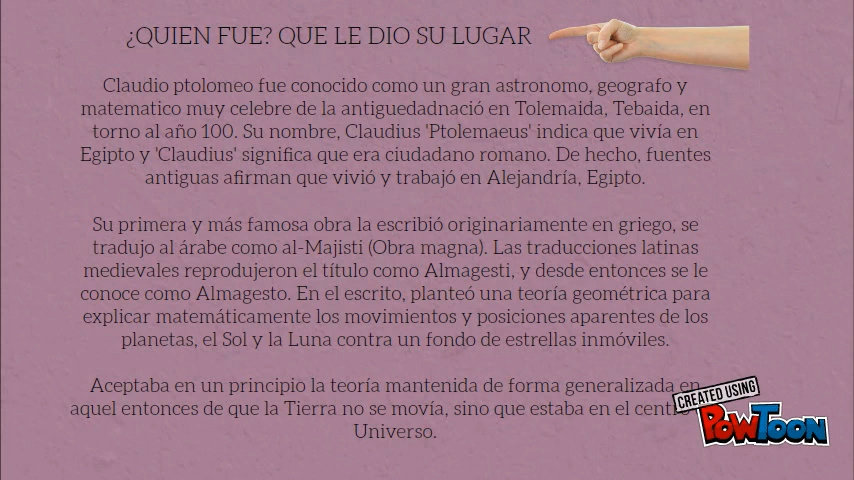 ¿QUIEN FUE? QUE LE DIO SU LUGAR
Claudio ptolomeo fue conocido como un gran astronomo, geografo y
matematico muy celebre de la antiguedadnació en Tolemaida, Tebaida, en
torno al año 100. Su nombre, Claudius 'Ptolemaeus' indica que vivía en
Egipto y 'Claudius' significa que era ciudadano romano. De hecho, fuentes
antiguas afirman que vivió y trabajó en Alejandría, Egipto.
Su primera y más famosa obra la escribió originariamente en griego, se
tradujo al árabe como al-Majisti (Obra magna). Las traducciones latinas
medievales reprodujeron el título como Almagesti, y desde entonces se le
conoce como Almagesto. En el escrito, planteó una teoría geométrica para
explicar matemáticamente los movimientos y posiciones aparentes de los
planetas, el Sol y la Luna contra un fondo de estrellas inmóviles.
Aceptaba en un principio la teoría mantenida de forma generalizada en
aquel entonces de que la Tierra no se movía, sino que estaba en el centro
Universo.
CREATED USING
POWTOON